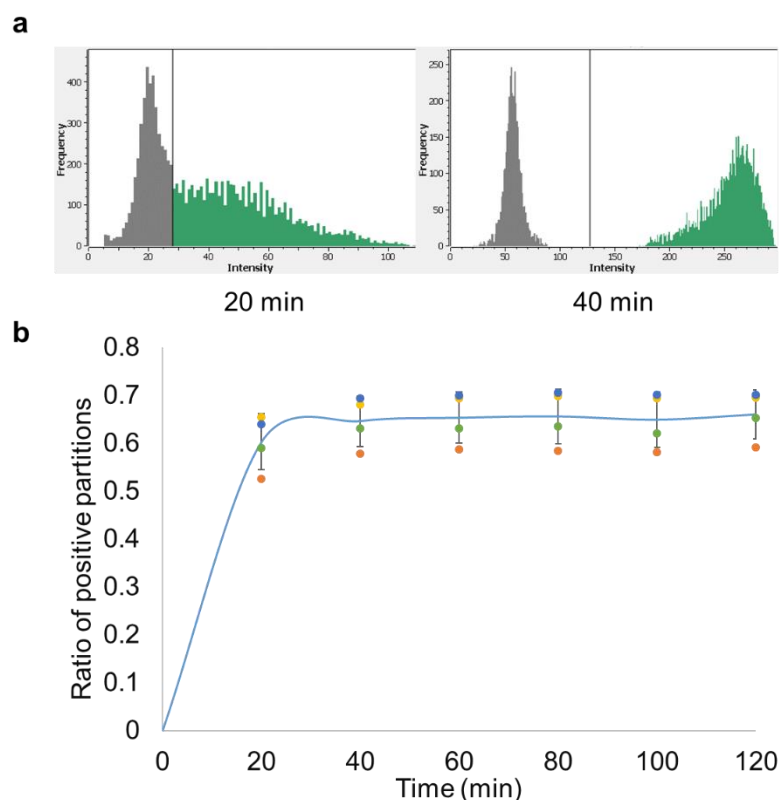 a
Frequency
400
300
200
100
0
0 20 40 60 80 100
Intensity
20 min
Frequency
250
200
150
100
50
0
0 50 100 150 200 250
Intensity
40 min
b
Ratio of positive partitions
0.8
0.7
0.6
0.5
0.4
0.3
0.2
0.1
0
0 20 40 60 80 100 120
Time (min)